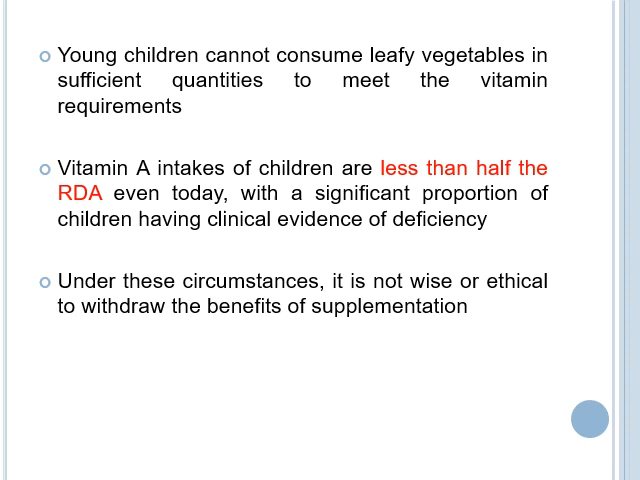 o Young children cannot consume leafy vegetables in
sufficient quantities to meet the vitamin
requirements
o Vitamin A intakes of children are less than half the
RDA even today, with a significant proportion of
children having clinical evidence of deficiency
o Under these circumstances, it is not wise or ethical
to withdraw the benefits of supplementation